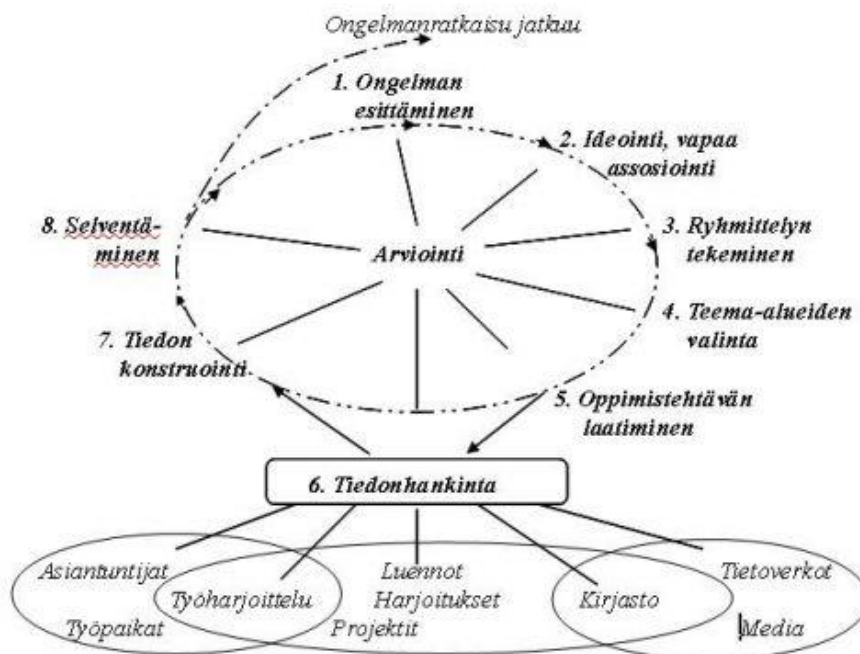 Ongelmanratkaisu jatkuu
1. Ongelman
esittäminen
2. Ideointi, vapaa
assosiointi
3. Ryhmittelyn
tekeminen
4. Teema-alueiden
valinta
5. Oppimistehtävän
laatiminen
6. Tiedonhankinta
7. Tiedon
konstruointi
8. Selventä-
minen
Arviointi
Asiantuntijat
Työharjoittelu
Työpaikat
Luennot
Harjoitukset
Projektit
Kirjasto
Tietoverkot
Media